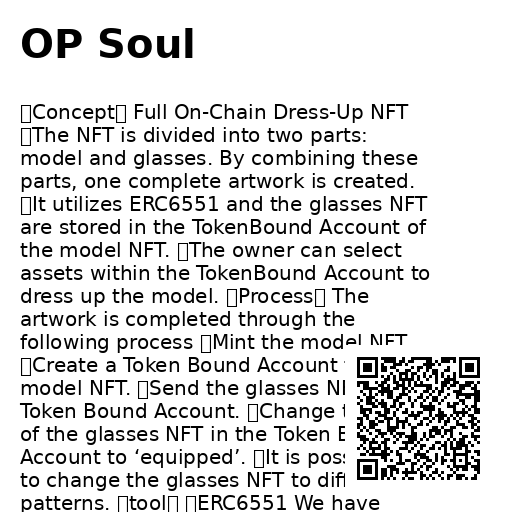 OP Soul
▯Concept▯ Full On-Chain Dress-Up NFT
▯The NFT is divided into two parts:
model and glasses. By combining these
parts, one complete artwork is created.
▯It utilizes ERC6551 and the glasses NFT
are stored in the TokenBound Account of
the model NFT. ▯The owner can select
assets within the TokenBound Account to
dress up the model. ▯Process▯ The
artwork is completed through the
following process ▯Mint the model NFT
▯Create a Token Bound Account
model NFT. ▯Send the glasses
Token Bound Account. ▯Change
of the glasses NFT in the Token
Account to ‘equipped’. ▯It is
to change the glasses NFT to
patterns. ▯tool▯ ▯ERC6551 We have